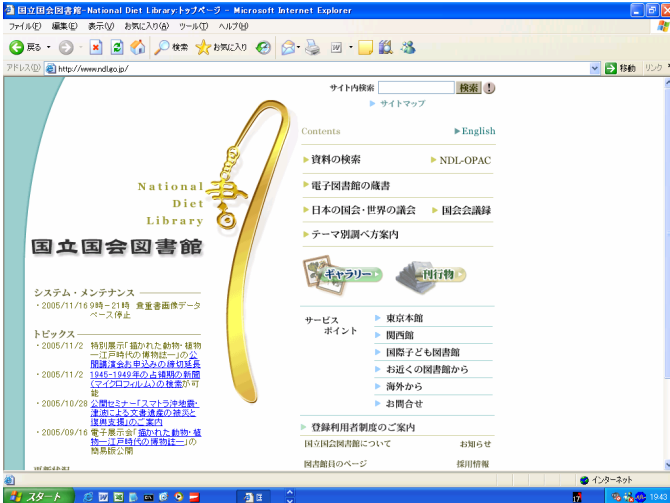 国立国会図書館-National Diet Library:トップページ - Microsoft Internet Explorer
ファイル(F) 編集(E) 表示(V) お気に入り(A) ツール(T) ヘルプ(H)
戻る 検索 お気に入り
アドレス(D) http://www.ndl.go.jp/ 移動 リンク
サイト内検索 検索
サイトマップ
Contents English
資料の検索 NDL-OPAC
電子図書館の蔵書
日本の国会・世界の議会 国会会議録
テーマ別調べ方案内
ギャラリー 刊行物
National
Diet
Library
国立国会図書館
システム・メンテナンス
・2005/11/16 9時-21時 貴重書画像データ
ベース停止
トピックス
・2005/11/2 特別展示「描かれた動物・植物
―江戸時代の博物誌―」の公
開講演会お申込みの締切延長
・2005/11/2 1945-1949年の占領期の新聞
(マイクロフィルム)の検索が可
能
・2005/10/28 公開セミナー「スマトラ沖地震・
津波による文書遺産の被災と
復興支援」のご案内
・2005/09/16 電子展示会「描かれた動物・植
物―江戸時代の博物誌―」の
簡易版公開
サービス
ポイント
東京本館
関西館
国際子ども図書館
お近くの図書館から
海外から
お問合せ
登録利用者制度のご案内
国立国会図書館について お知らせ
図書館員のページ 採用情報
インターネット
スタート 19:43